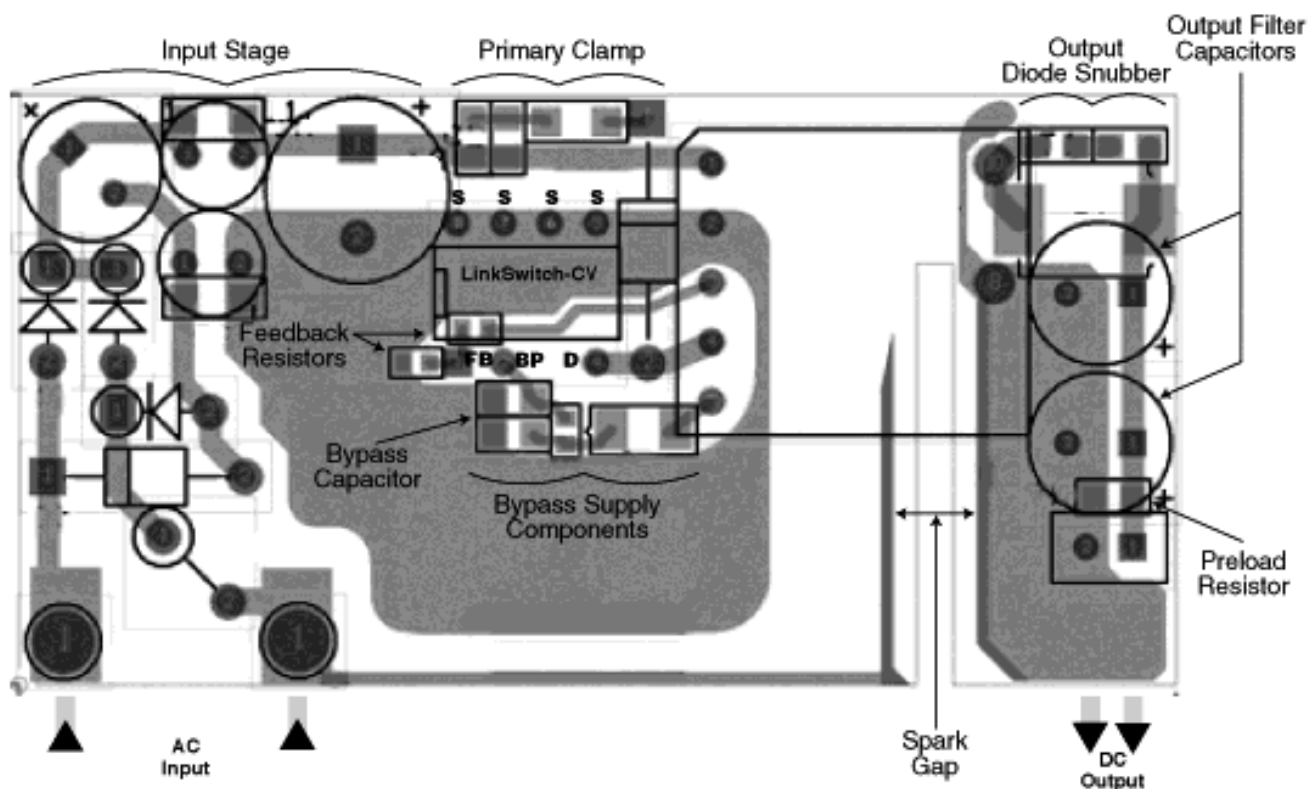 Input Stage
Primary Clamp
Output
Diode Snubber
Output Filter
Capacitors
S S S S
LinkSwitch-CV
Feedback
Resistors
FB BP D
Bypass
Capacitor
Bypass Supply
Components
Preload
Resistor
Spark
Gap
AC
Input
DC
Output